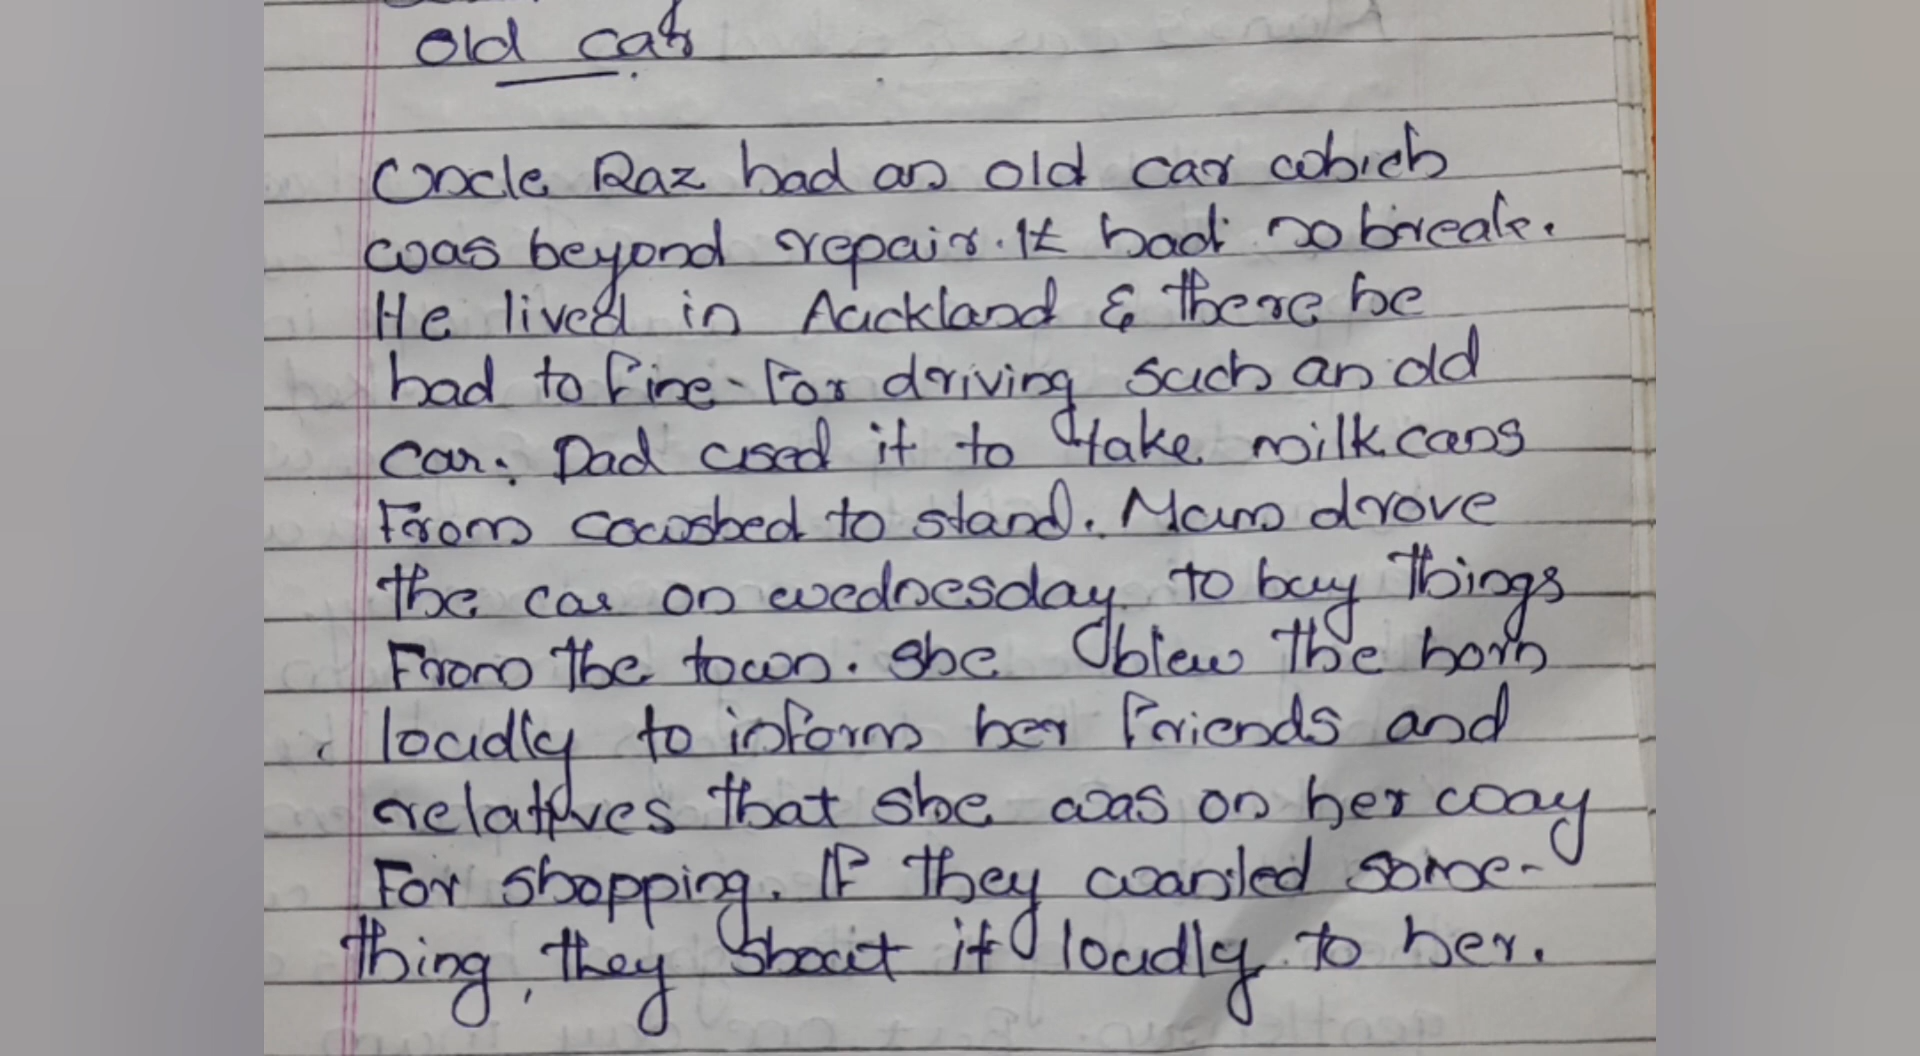 old car
Uncle Raz had an old car which
was beyond repair. It had no break.
He lived in Auckland & there he
had to fine for driving such an old
car. Dad used it to take milk cans
From cowshed to stand. Mum drove
the car on wednesday to buy things
From the town. She blew the horn
loudly to inform her friends and
relatives that she was on her way
For shopping. IF they wanted some-
thing, they shout it loudly to her.